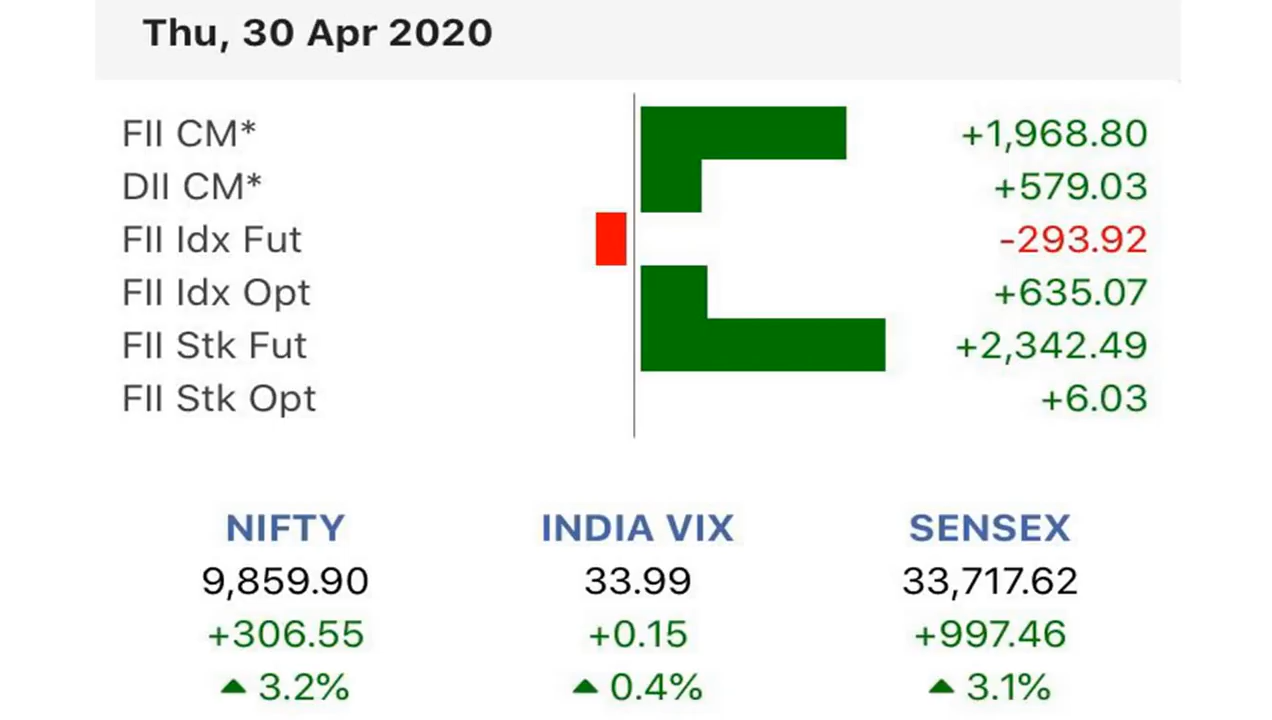 Thu, 30 Apr 2020
FII CM* +1,968.80
DII CM* +579.03
FII Idx Fut -293.92
FII Idx Opt +635.07
FII Stk Fut +2,342.49
FII Stk Opt +6.03
NIFTY INDIA VIX SENSEX
9,859.90 33.99 33,717.62
+306.55 +0.15 +997.46
▲ 3.2% ▲ 0.4% ▲ 3.1%